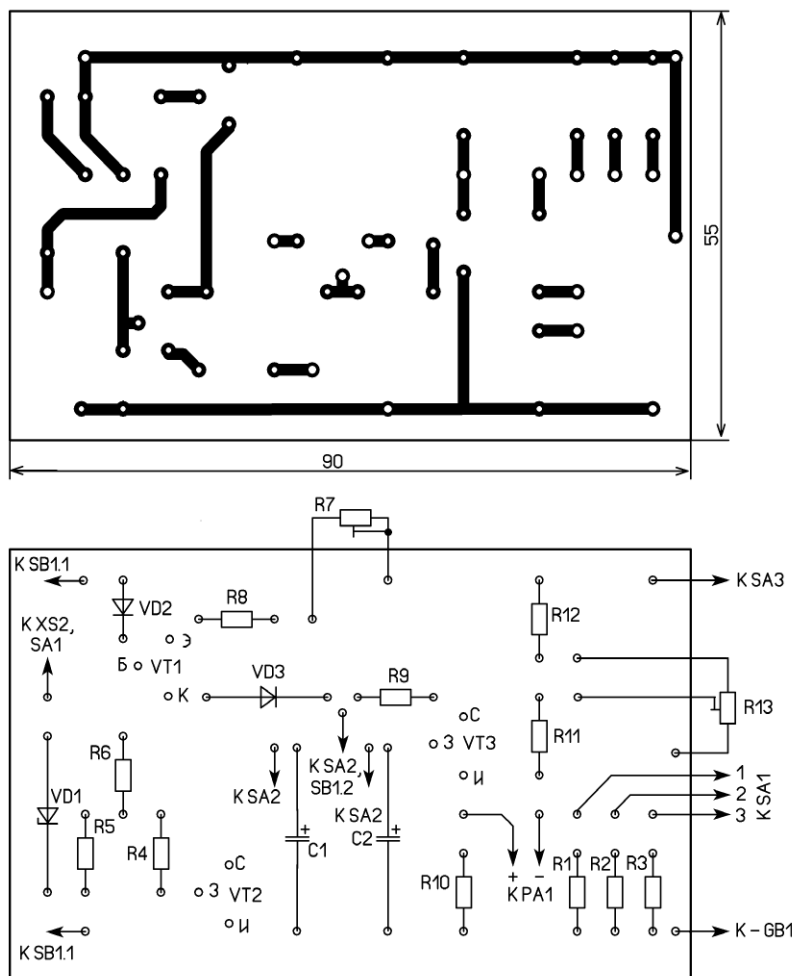 55
90
R7
К SB1.1
К SA3
VD2
R8
К XS2,
SA1
Э
R12
Б
VT1
К
VD3
R9
R13
С
З VT3
И
R11
R6
К SA2,
SB1.2
К SA2
К SA2
VD1
1
2
3
К SA1
R5
R4
+
C1
+
C2
С
З VT2
И
R10
+ −
К PA1
R1
R2
R3
К SB1.1
К − GB1